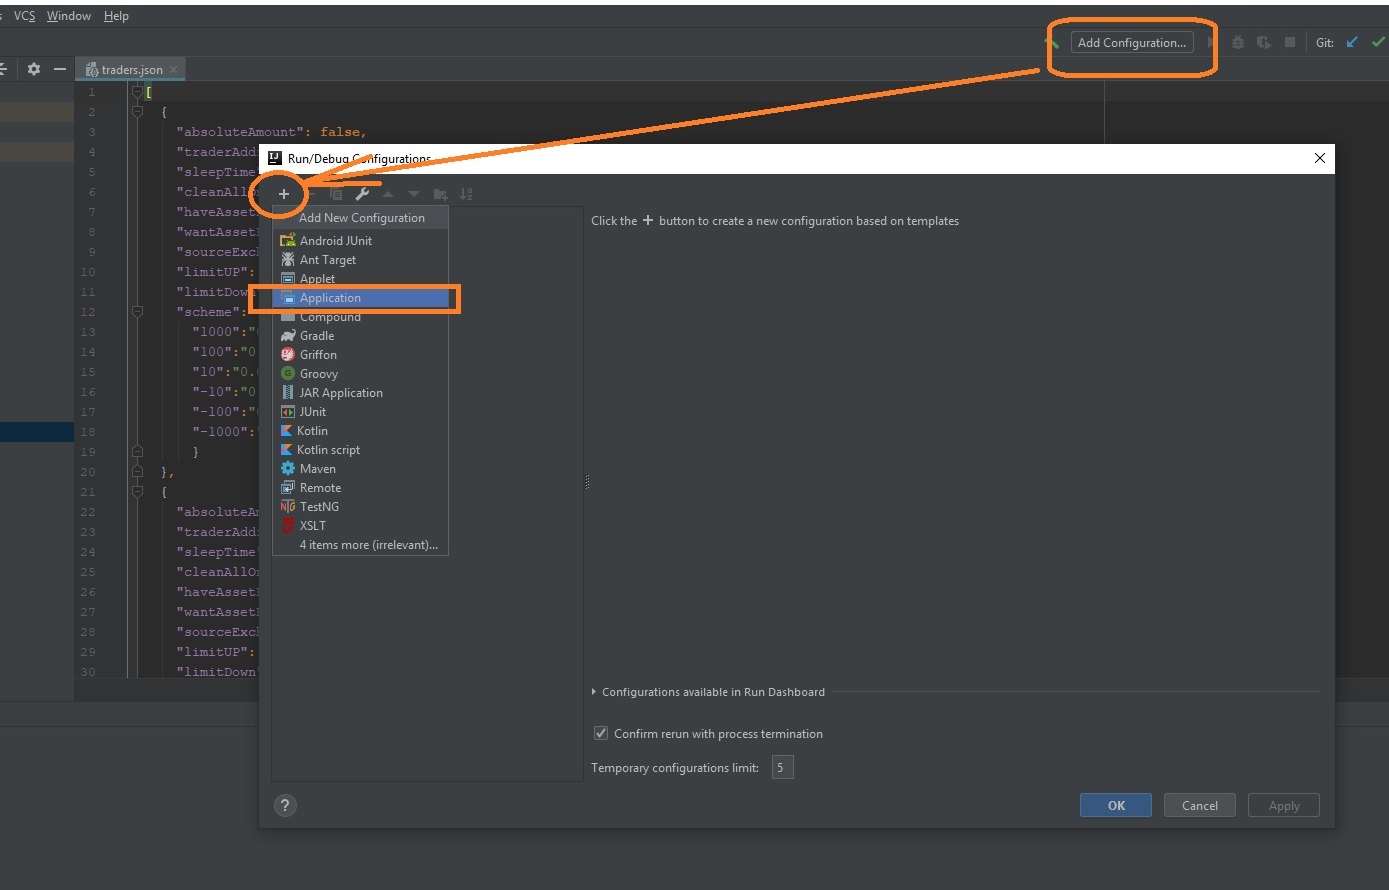 VCS Window Help
Add Configuration...
Git:
traders.json
1 [
2 {
3 "absoluteAmount": false,
4 "traderAdd
5 "sleepTime
6 "cleanAll
7 "haveAsset
8 "wantAsset
9 "sourceExch
10 "limitUP":
11 "limitDown
12 "scheme":
13 "1000":"
14 "100":"0
15 "10":"0.
16 "-10":"0
17 "-100":"
18 "-1000":"
19 }
20 },
21 {
22 "absoluteAm
23 "traderAdd
24 "sleepTime"
25 "cleanAllO
26 "haveAsset
27 "wantAsset
28 "sourceExch
29 "limitUP":
30 "limitDown"
Run/Debug Configurations
Add New Configuration
Android JUnit
Ant Target
Applet
Application
Compound
Gradle
Griffon
Groovy
JAR Application
JUnit
Kotlin
Kotlin script
Maven
Remote
TestNG
XSLT
4 items more (irrelevant)...
Click the + button to create a new configuration based on templates
Configurations available in Run Dashboard
Confirm rerun with process termination
Temporary configurations limit: 5
?
OK Cancel Apply